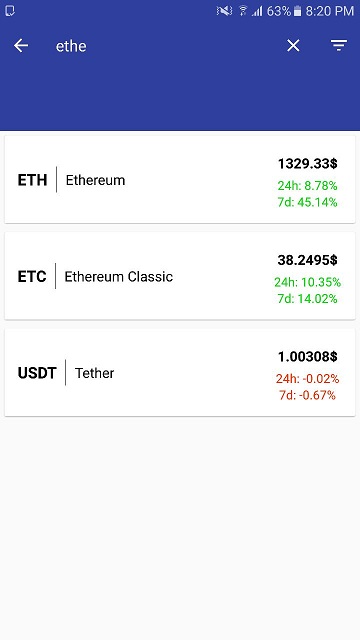 63% 8:20 PM
ethe
ETH Ethereum
1329.33$
24h: 8.78%
7d: 45.14%
ETC Ethereum Classic
38.2495$
24h: 10.35%
7d: 14.02%
USDT Tether
1.00308$
24h: -0.02%
7d: -0.67%